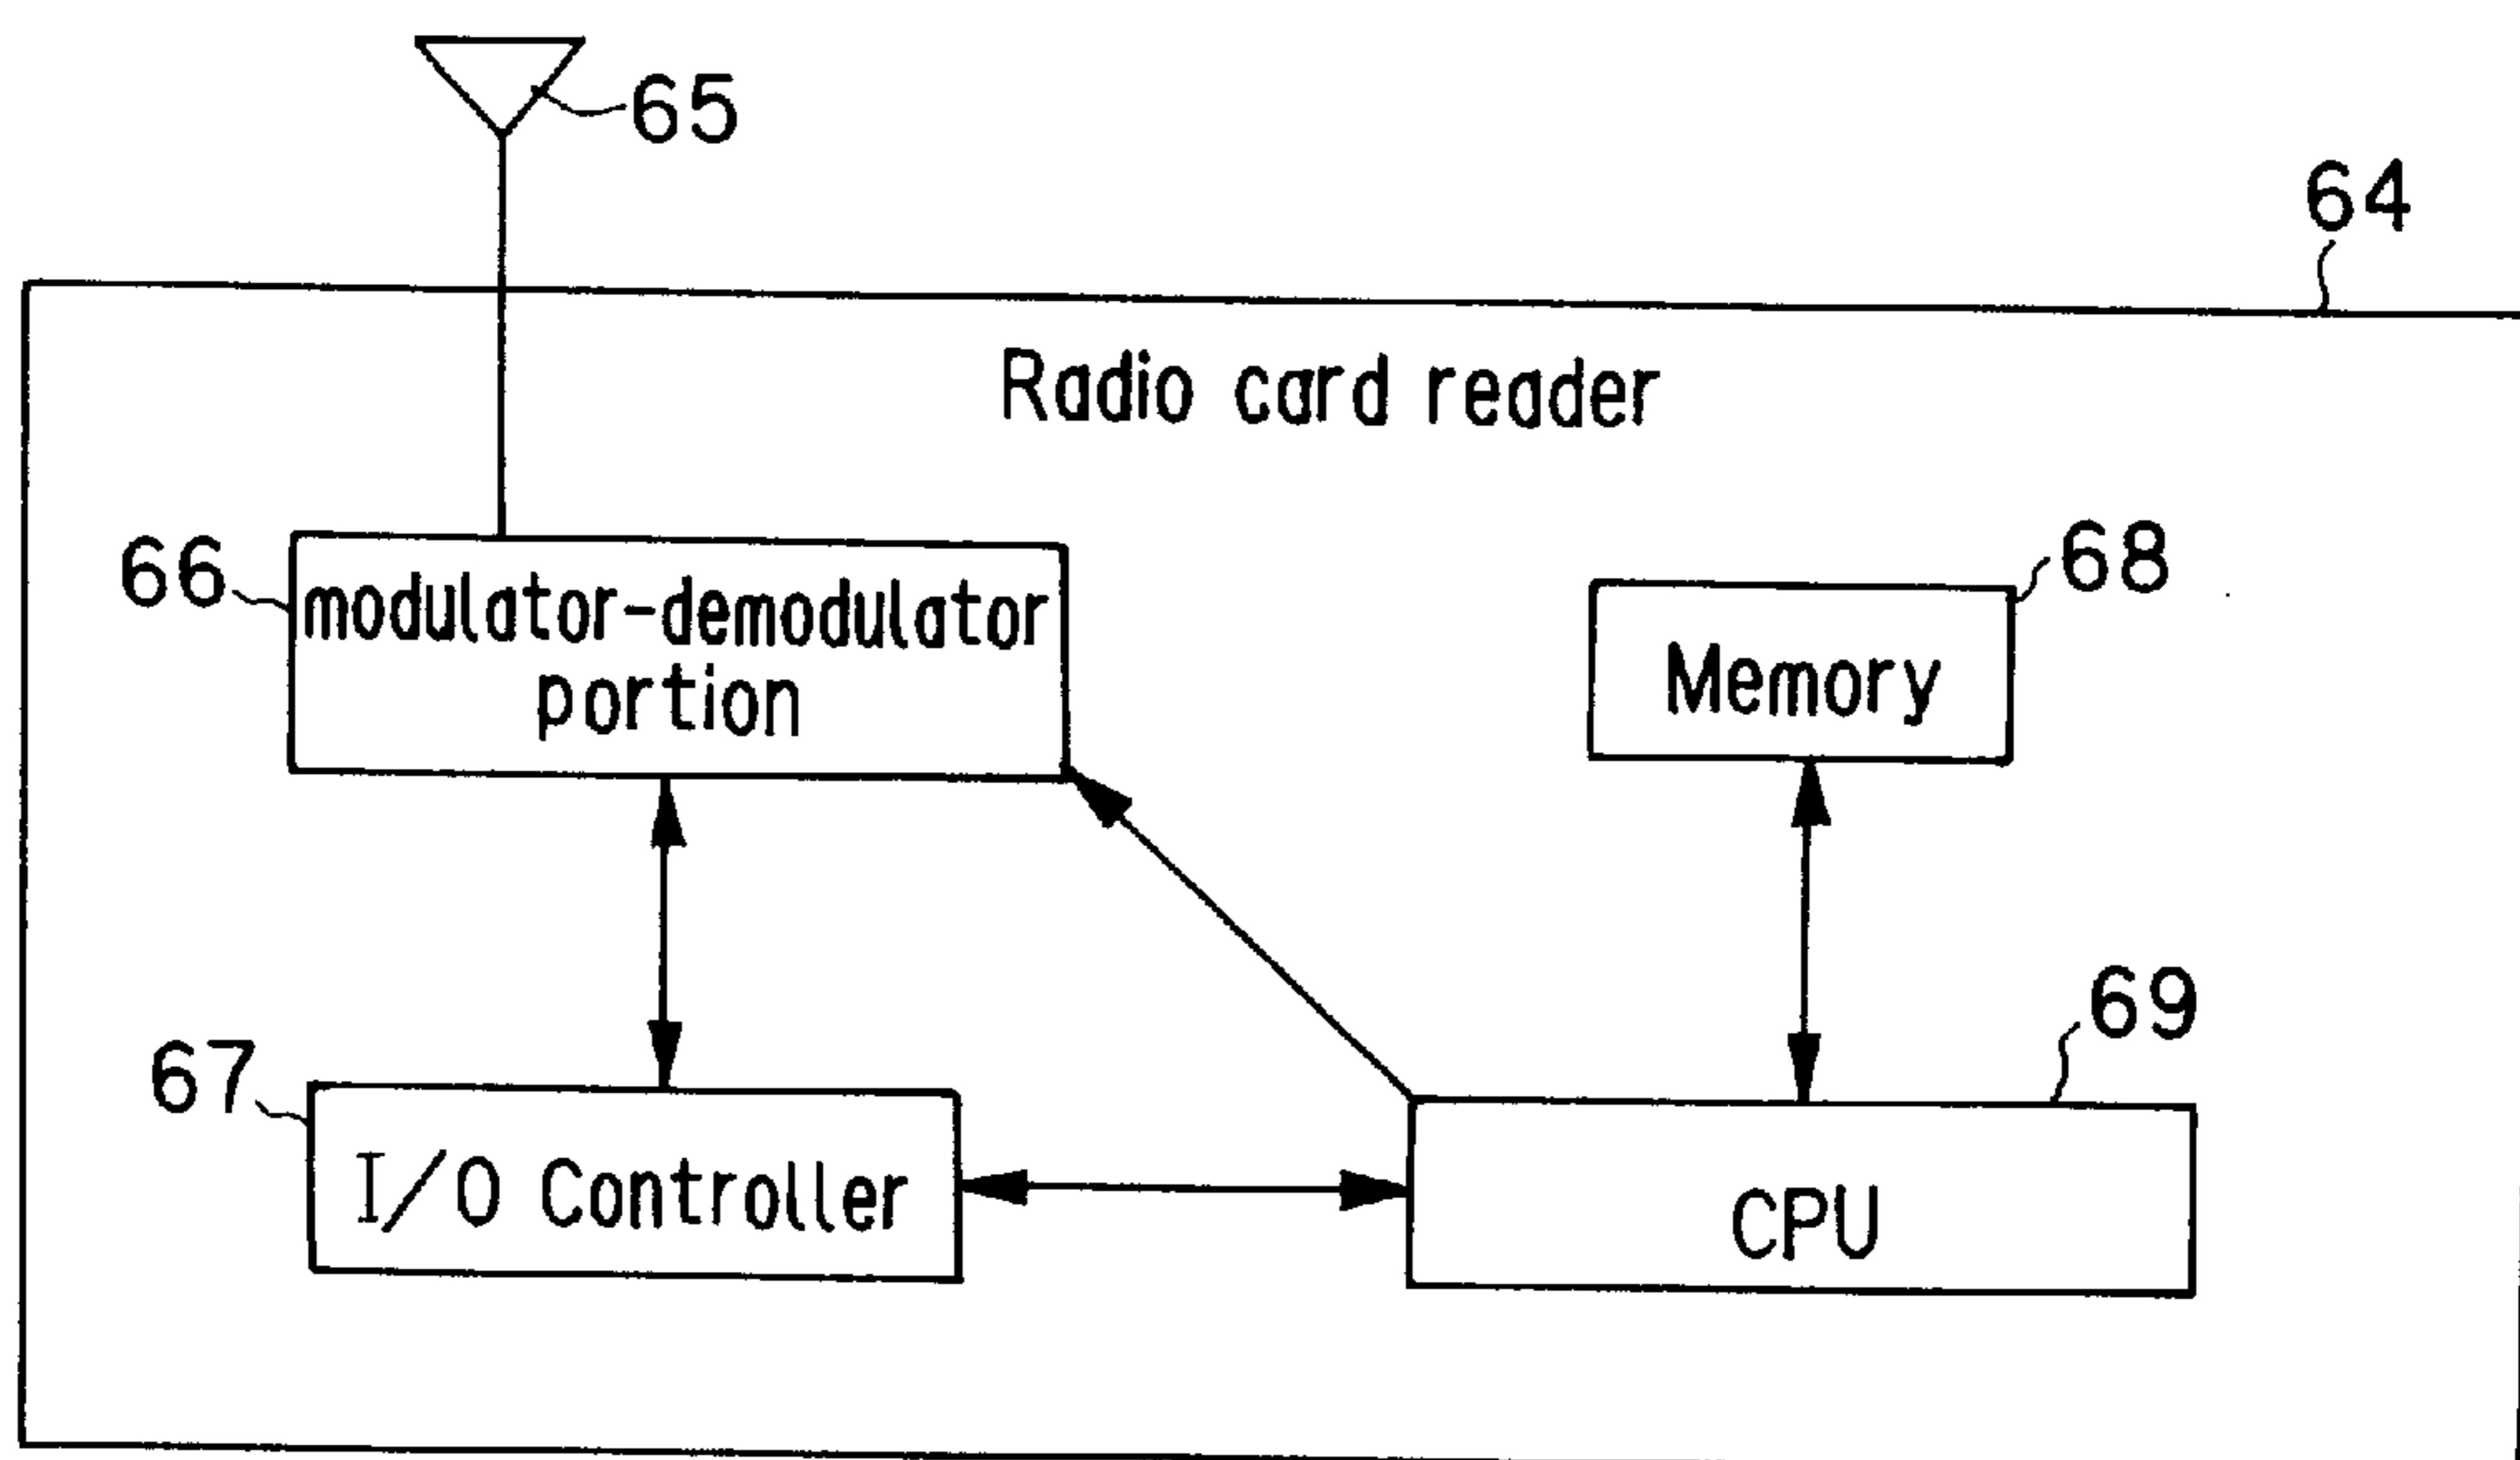 65
64
Radio card reader
66
modulator-demodulator
portion
68
Memory
67
I/O Controller
69
CPU